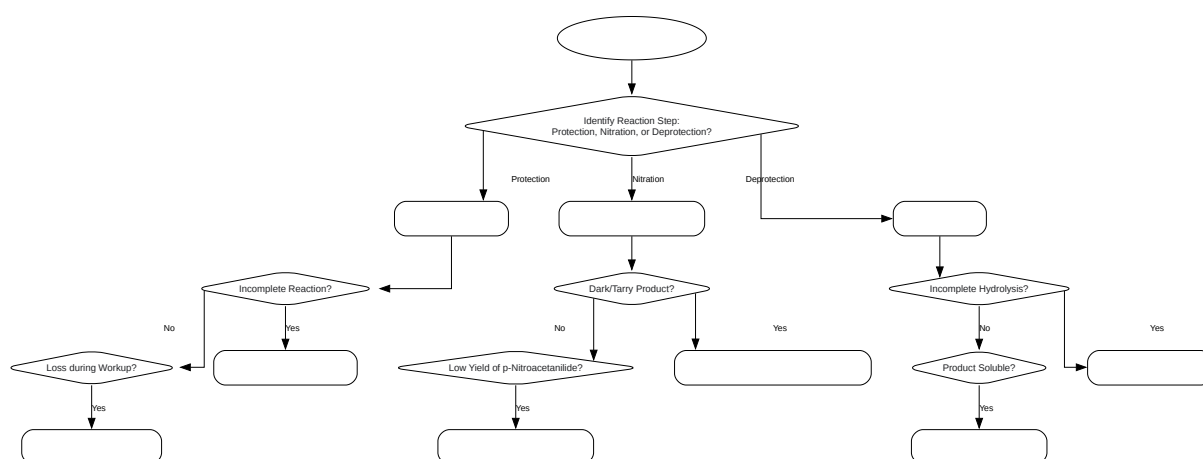 Identify Reaction Step:
Protection, Nitration, or Deprotection?
Protection
Nitration
Deprotection
Incomplete Reaction?
Dark/Tarry Product?
Incomplete Hydrolysis?
No
Yes
No
Yes
No
Yes
Loss during Workup?
Low Yield of p-Nitroacetanilide?
Product Soluble?
Yes
Yes
Yes